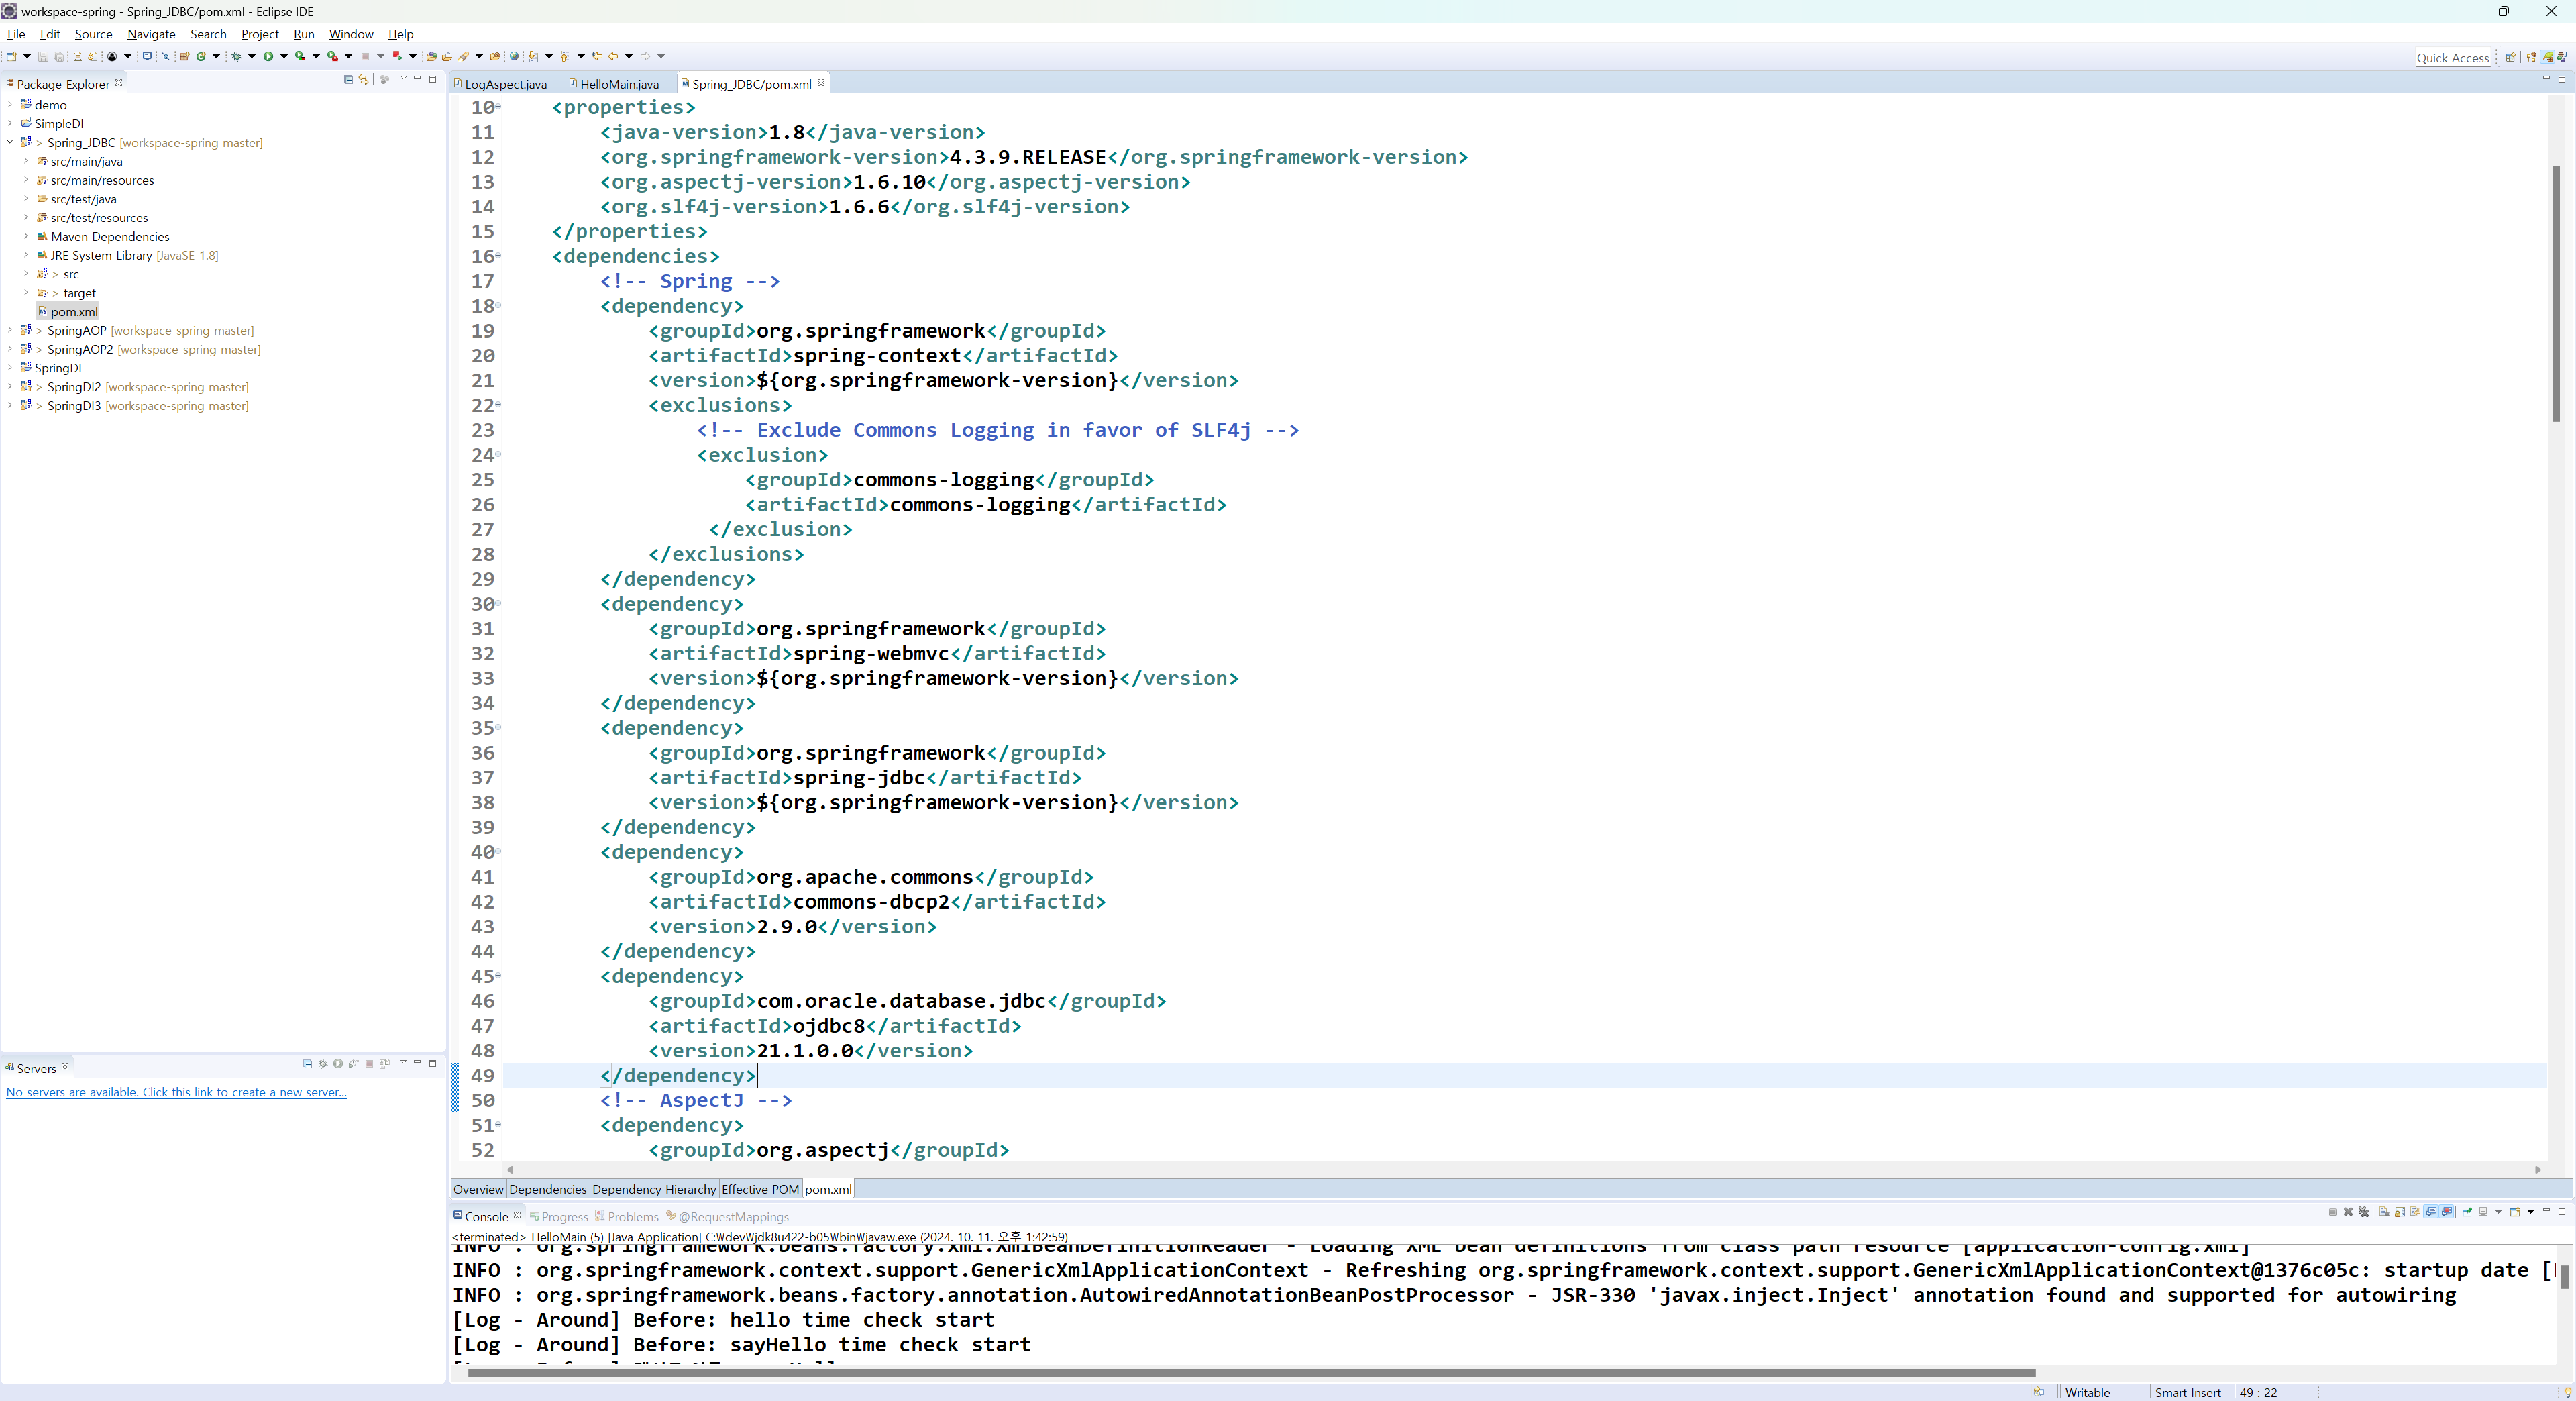 workspace-spring - Spring_JDBC/pom.xml - Eclipse IDE
File Edit Source Navigate Search Project Run Window Help
Quick Access
Package Explorer
demo
SimpleDI
> Spring_JDBC [workspace-spring master]
src/main/java
src/main/resources
src/test/java
src/test/resources
Maven Dependencies
JRE System Library [JavaSE-1.8]
> src
> target
pom.xml
> SpringAOP [workspace-spring master]
> SpringAOP2 [workspace-spring master]
SpringDI
> SpringDI2 [workspace-spring master]
> SpringDI3 [workspace-spring master]
Servers
No servers are available. Click this link to create a new server...
LogAspect.java HelloMain.java Spring_JDBC/pom.xml
10 <properties>
11 <java-version>1.8</java-version>
12 <org.springframework-version>4.3.9.RELEASE</org.springframework-version>
13 <org.aspectj-version>1.6.10</org.aspectj-version>
14 <org.slf4j-version>1.6.6</org.slf4j-version>
15 </properties>
16 <dependencies>
17 <!-- Spring -->
18 <dependency>
19 <groupId>org.springframework</groupId>
20 <artifactId>spring-context</artifactId>
21 <version>${org.springframework-version}</version>
22 <exclusions>
23 <!-- Exclude Commons Logging in favor of SLF4j -->
24 <exclusion>
25 <groupId>commons-logging</groupId>
26 <artifactId>commons-logging</artifactId>
27 </exclusion>
28 </exclusions>
29 </dependency>
30 <dependency>
31 <groupId>org.springframework</groupId>
32 <artifactId>spring-webmvc</artifactId>
33 <version>${org.springframework-version}</version>
34 </dependency>
35 <dependency>
36 <groupId>org.springframework</groupId>
37 <artifactId>spring-jdbc</artifactId>
38 <version>${org.springframework-version}</version>
39 </dependency>
40 <dependency>
41 <groupId>org.apache.commons</groupId>
42 <artifactId>commons-dbcp2</artifactId>
43 <version>2.9.0</version>
44 </dependency>
45 <dependency>
46 <groupId>com.oracle.database.jdbc</groupId>
47 <artifactId>ojdbc8</artifactId>
48 <version>21.1.0.0</version>
49 </dependency>
50 <!-- AspectJ -->
51 <dependency>
52 <groupId>org.aspectj</groupId>
Overview Dependencies Dependency Hierarchy Effective POM pom.xml
Console Progress Problems @RequestMappings
<terminated> HelloMain (5) [Java Application] C:₩dev₩jdk8u422-b05₩bin₩javaw.exe (2024. 10. 11. 오후 1:42:59)
INFO : org.springframework.beans.factory.xml.XmlBeanDefinitionReader - Loading XML bean definitions from class path resource [application-config.xml]
INFO : org.springframework.context.support.GenericXmlApplicationContext - Refreshing org.springframework.context.support.GenericXmlApplicationContext@1376c05c: startup date [
INFO : org.springframework.beans.factory.annotation.AutowiredAnnotationBeanPostProcessor - JSR-330 'javax.inject.Inject' annotation found and supported for autowiring
[Log - Around] Before: hello time check start
[Log - Around] Before: sayHello time check start
Writable Smart Insert 49 : 22